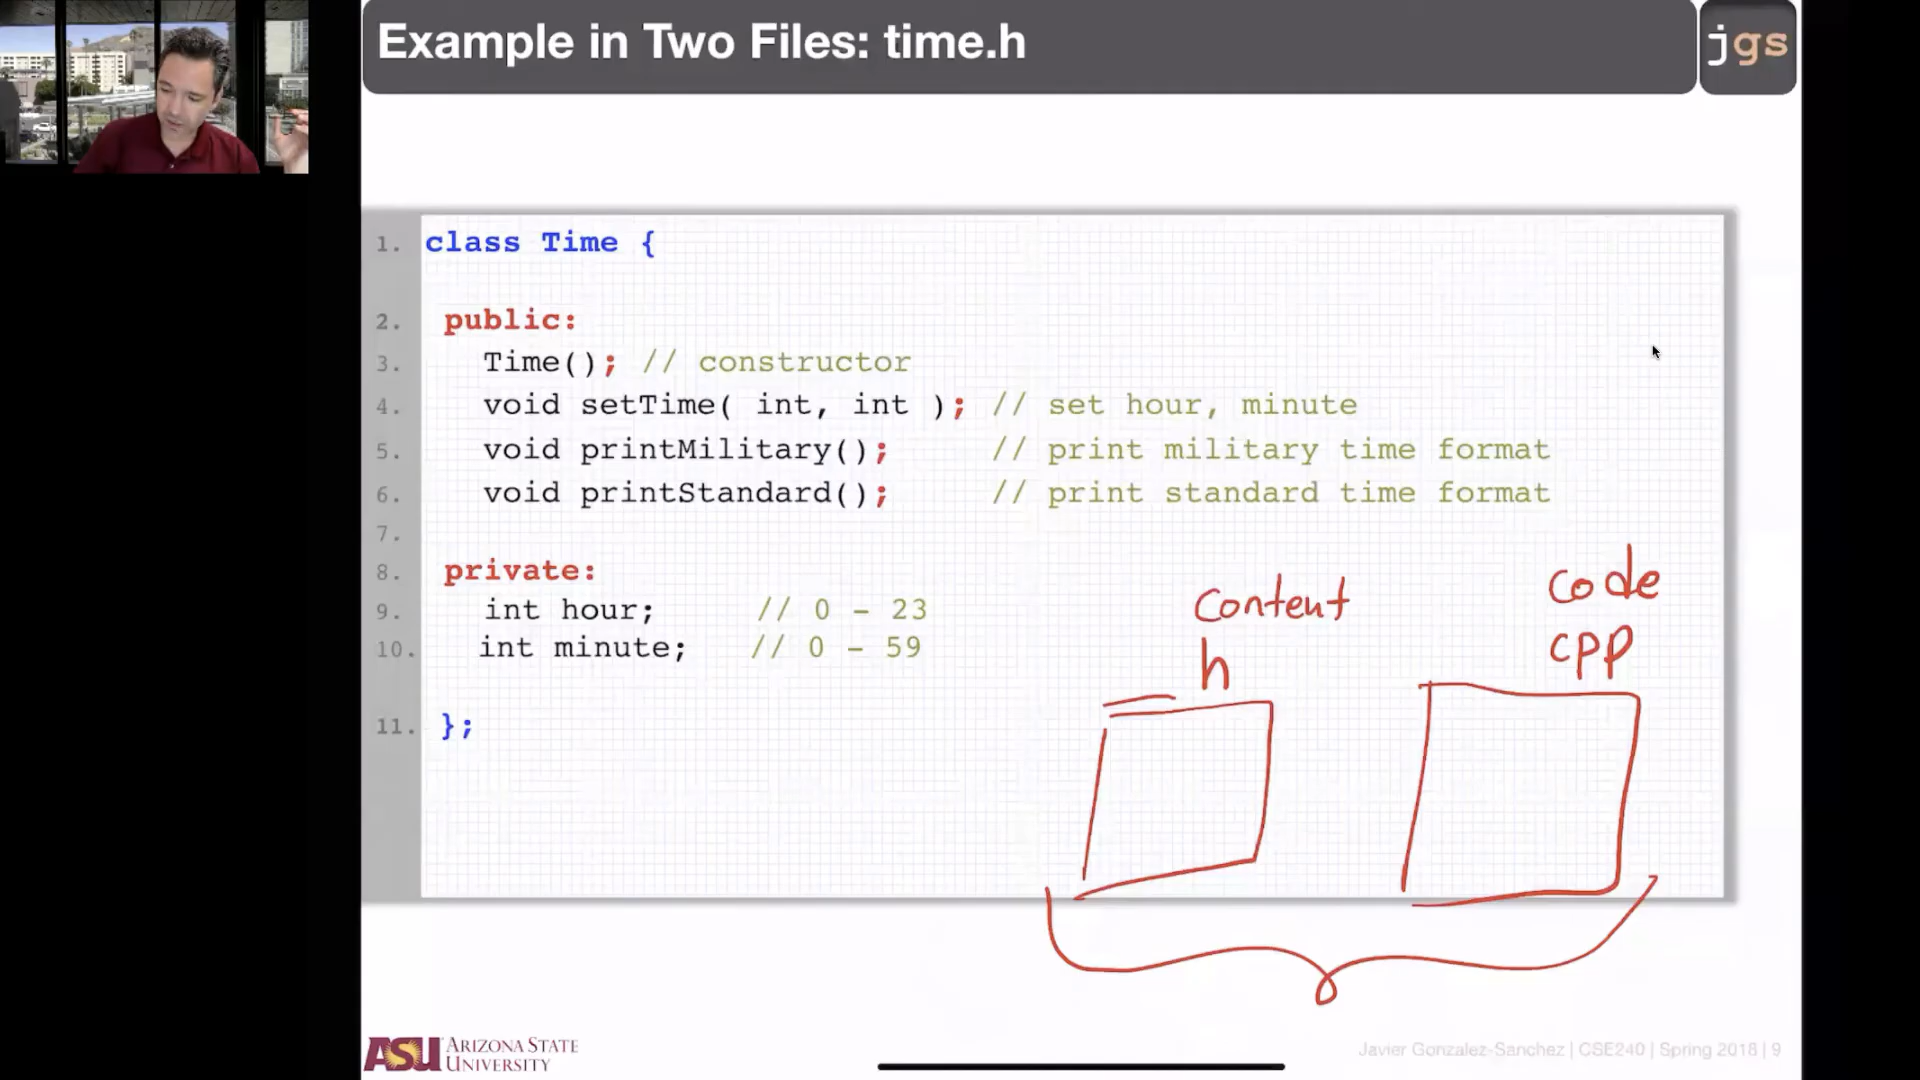 Example in Two Files: time.h
jgs
1. class Time {
2. public:
3. Time(); // constructor
4. void setTime( int, int ); // set hour, minute
5. void printMilitary(); // print military time format
6. void printStandard(); // print standard time format
7.
8. private:
9. int hour; // 0 - 23
10. int minute; // 0 - 59
11. };
Content
h
Code
cpp
ASU ARIZONA STATE
UNIVERSITY
Javier Gonzalez-Sanchez | CSE240 | Spring 2018 | 9